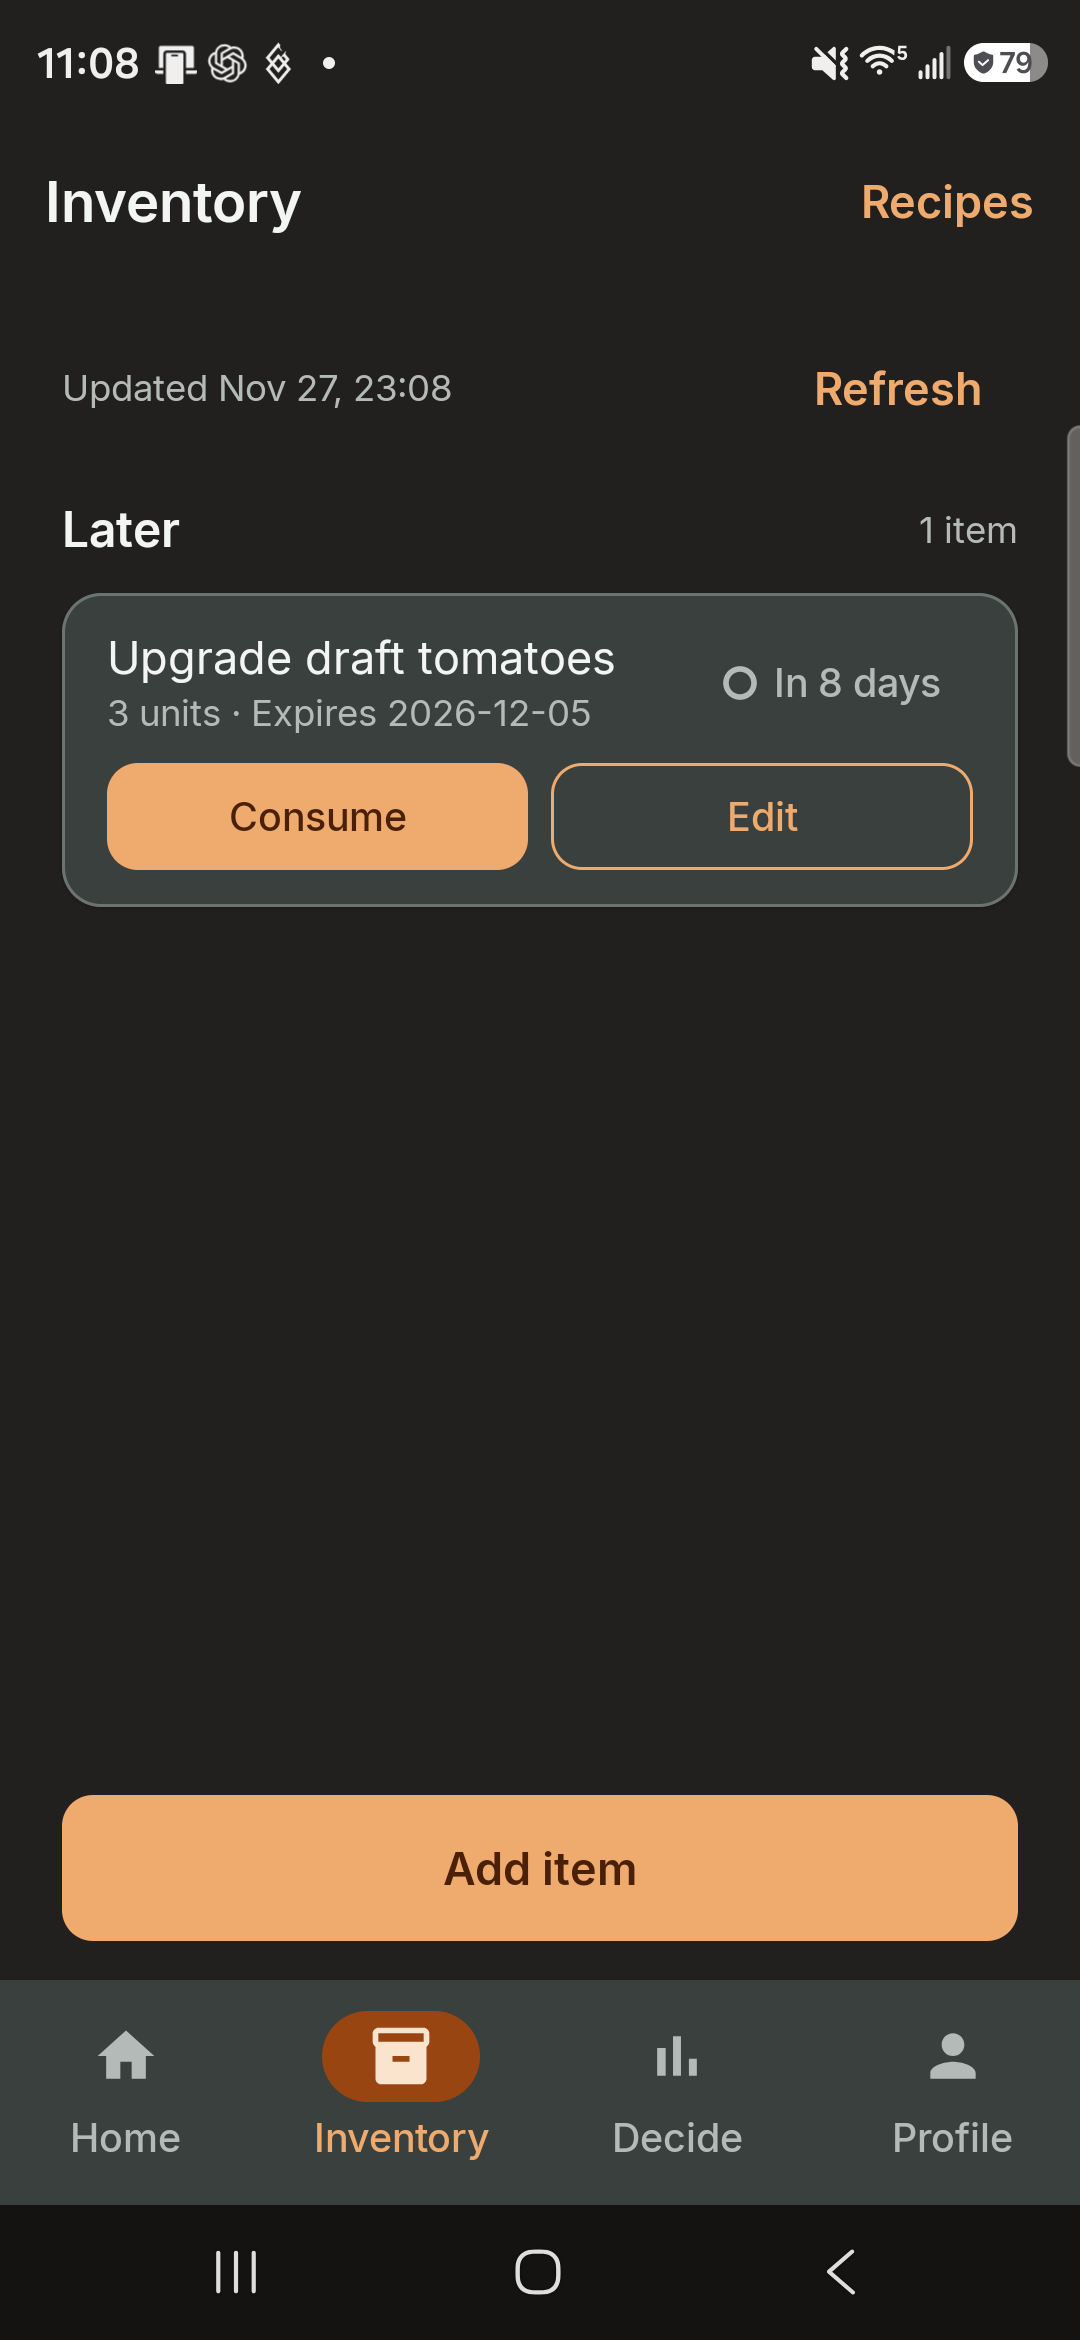 11:08
5
79
Inventory
Recipes
Updated Nov 27, 23:08
Refresh
Later
1 item
Upgrade draft tomatoes
In 8 days
3 units · Expires 2026-12-05
Consume
Edit
Add item
Home
Inventory
Decide
Profile